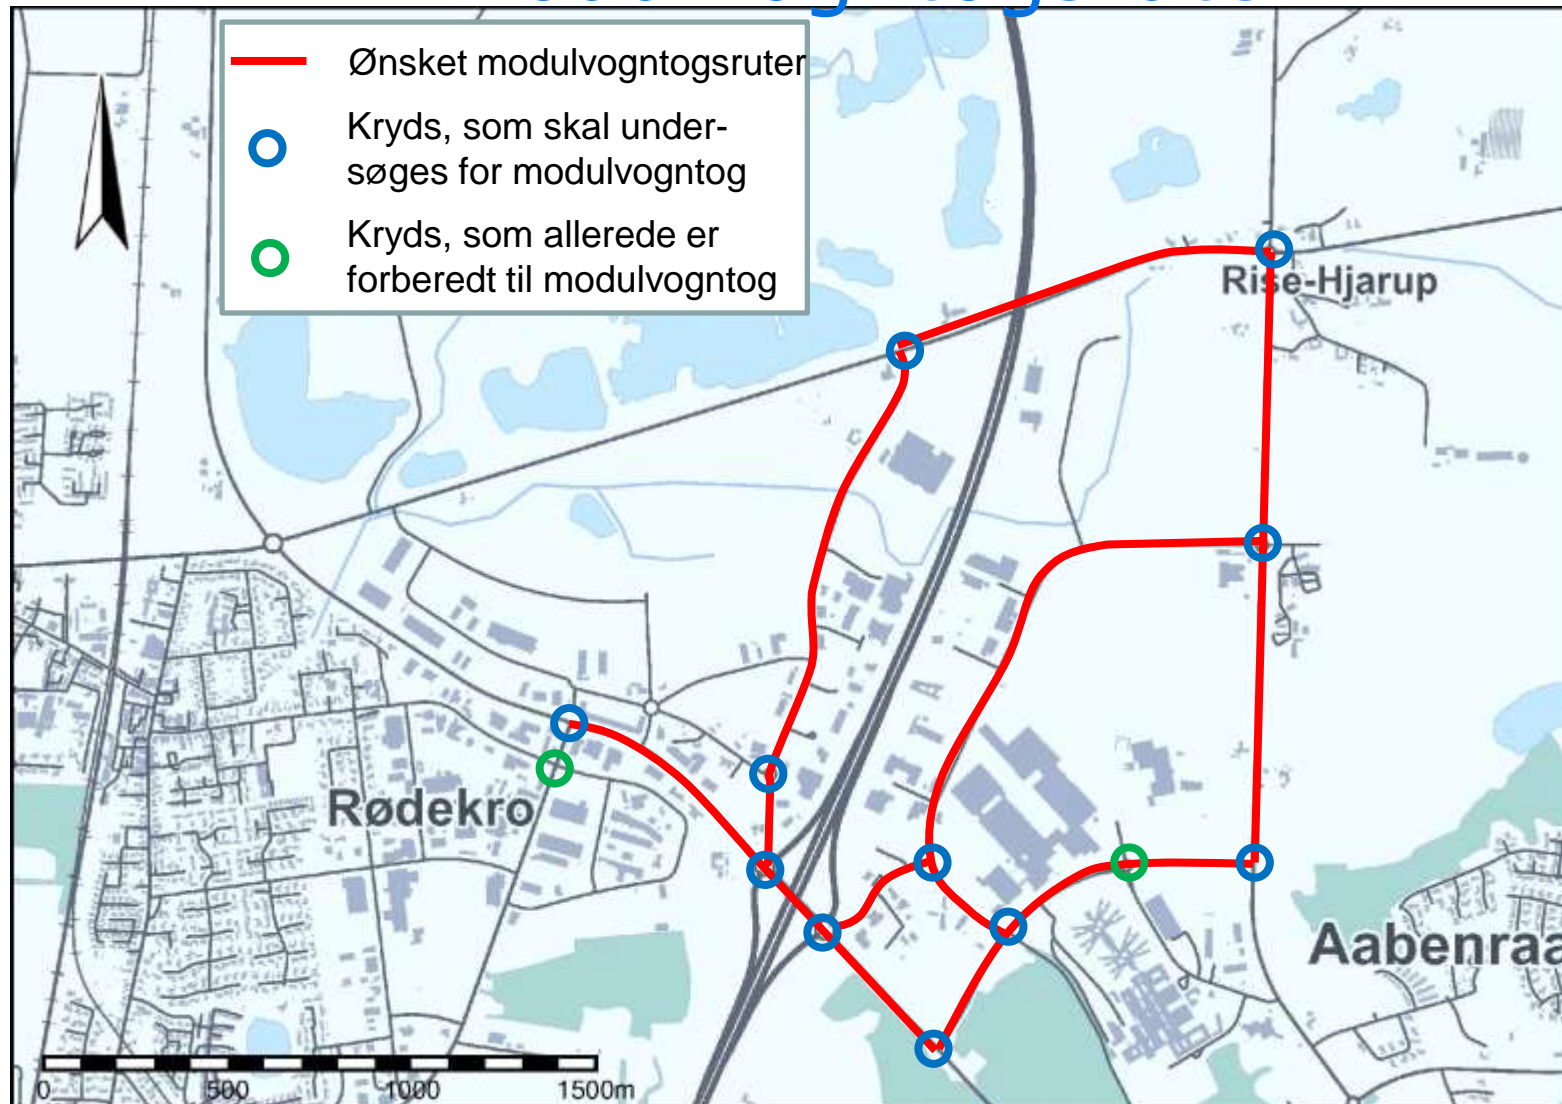 Ønsket modulvogntogsruter
Kryds, som skal under-
søges for modulvogntog
Kryds, som allerede er
forberedt til modulvogntog
Rise-Hjarup
Rødekro
Aabenraa
0 500 1000 1500m